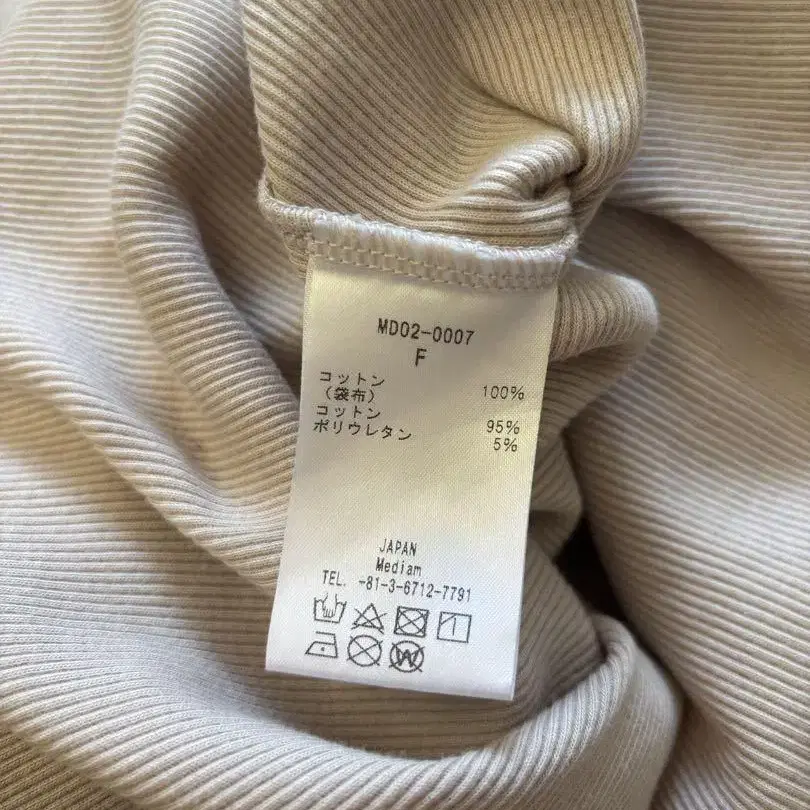 MD02-0007
F
コットン 100%
（袋布）
コットン 95%
ポリウレタン 5%
JAPAN
Mediam
TEL. -81-3-6712-7791